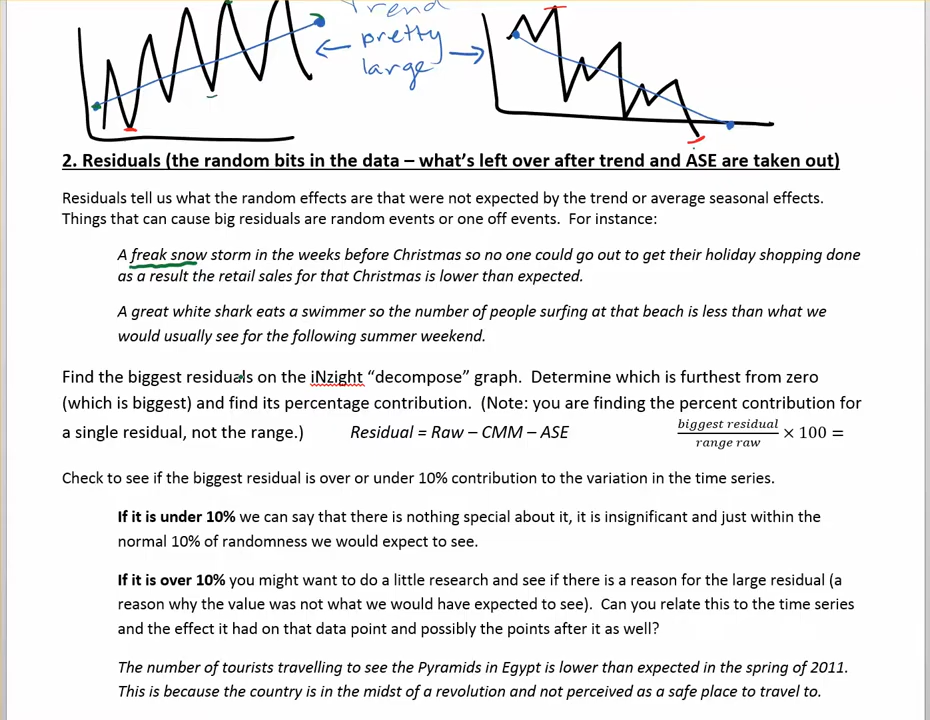 Trend
pretty
large
2. Residuals (the random bits in the data – what's left over after trend and ASE are taken out)
Residuals tell us what the random effects are that were not expected by the trend or average seasonal effects.
Things that can cause big residuals are random events or one off events.  For instance:
A freak snow storm in the weeks before Christmas so no one could go out to get their holiday shopping done
as a result the retail sales for that Christmas is lower than expected.
A great white shark eats a swimmer so the number of people surfing at that beach is less than what we
would usually see for the following summer weekend.
Find the biggest residuals on the iNzight "decompose" graph.  Determine which is furthest from zero
(which is biggest) and find its percentage contribution.  (Note: you are finding the percent contribution for
a single residual, not the range.)  Residual = Raw – CMM – ASE  biggest residual / range raw × 100 =
Check to see if the biggest residual is over or under 10% contribution to the variation in the time series.
If it is under 10% we can say that there is nothing special about it, it is insignificant and just within the
normal 10% of randomness we would expect to see.
If it is over 10% you might want to do a little research and see if there is a reason for the large residual (a
reason why the value was not what we would have expected to see).  Can you relate this to the time series
and the effect it had on that data point and possibly the points after it as well?
The number of tourists travelling to see the Pyramids in Egypt is lower than expected in the spring of 2011.
This is because the country is in the midst of a revolution and not perceived as a safe place to travel to.